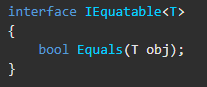 interface IEquatable<T>
{
    bool Equals(T obj);
}